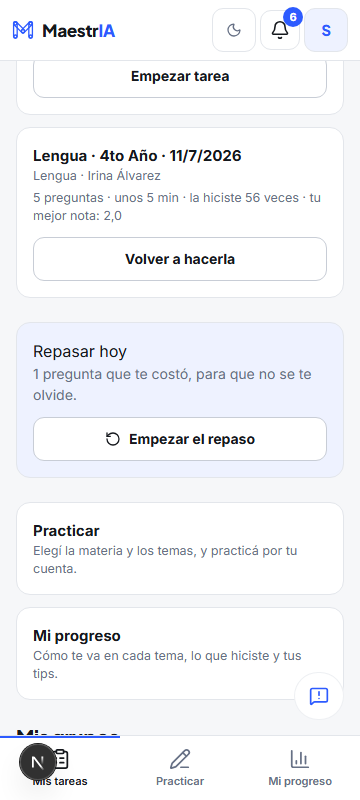 MaestrIA
6
S
Empezar tarea
Lengua · 4to Año · 11/7/2026
Lengua · Irina Álvarez
5 preguntas · unos 5 min · la hiciste 56 veces · tu
mejor nota: 2,0
Volver a hacerla
Repasar hoy
1 pregunta que te costó, para que no se te
olvide.
Empezar el repaso
Practicar
Elegí la materia y los temas, y practicá por tu
cuenta.
Mi progreso
Cómo te va en cada tema, lo que hiciste y tus
tips.
Mis grupos
N
Mis tareas
Practicar
Mi progreso